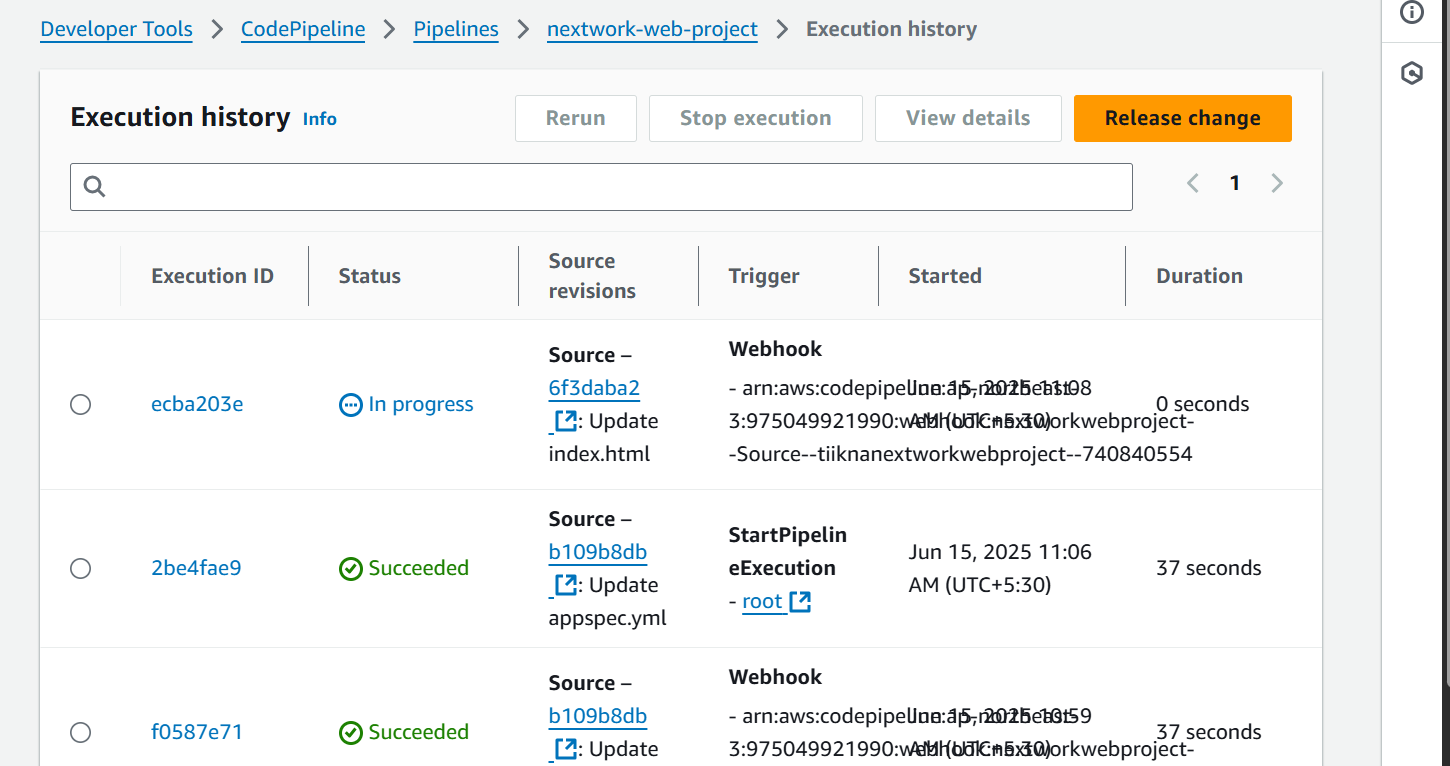 Developer Tools > CodePipeline > Pipelines > nextwork-web-project > Execution history
Execution history Info Rerun Stop execution View details Release change
1
Execution ID Status Source revisions Trigger Started Duration
Source –
6f3daba2
: Update
index.html
ecba203e
In progress
Webhook
- arn:aws:codepipeline:ap-northeast-
3:975049921990:webhook:nextworkwebproject-
-Source--tiiknanextworkwebproject--740840554
Jun 15, 2025 11:08
AM (UTC+5:30)
0 seconds
2be4fae9
Succeeded
Source –
b109b8db
: Update
appspec.yml
StartPipelin
eExecution
- root
Jun 15, 2025 11:06
AM (UTC+5:30)
37 seconds
f0587e71
Succeeded
Source –
b109b8db
: Update
Webhook
- arn:aws:codepipeline:ap-northeast-
3:975049921990:webhook:nextworkwebproject-
Jun 15, 2025 10:59
AM (UTC+5:30)
37 seconds